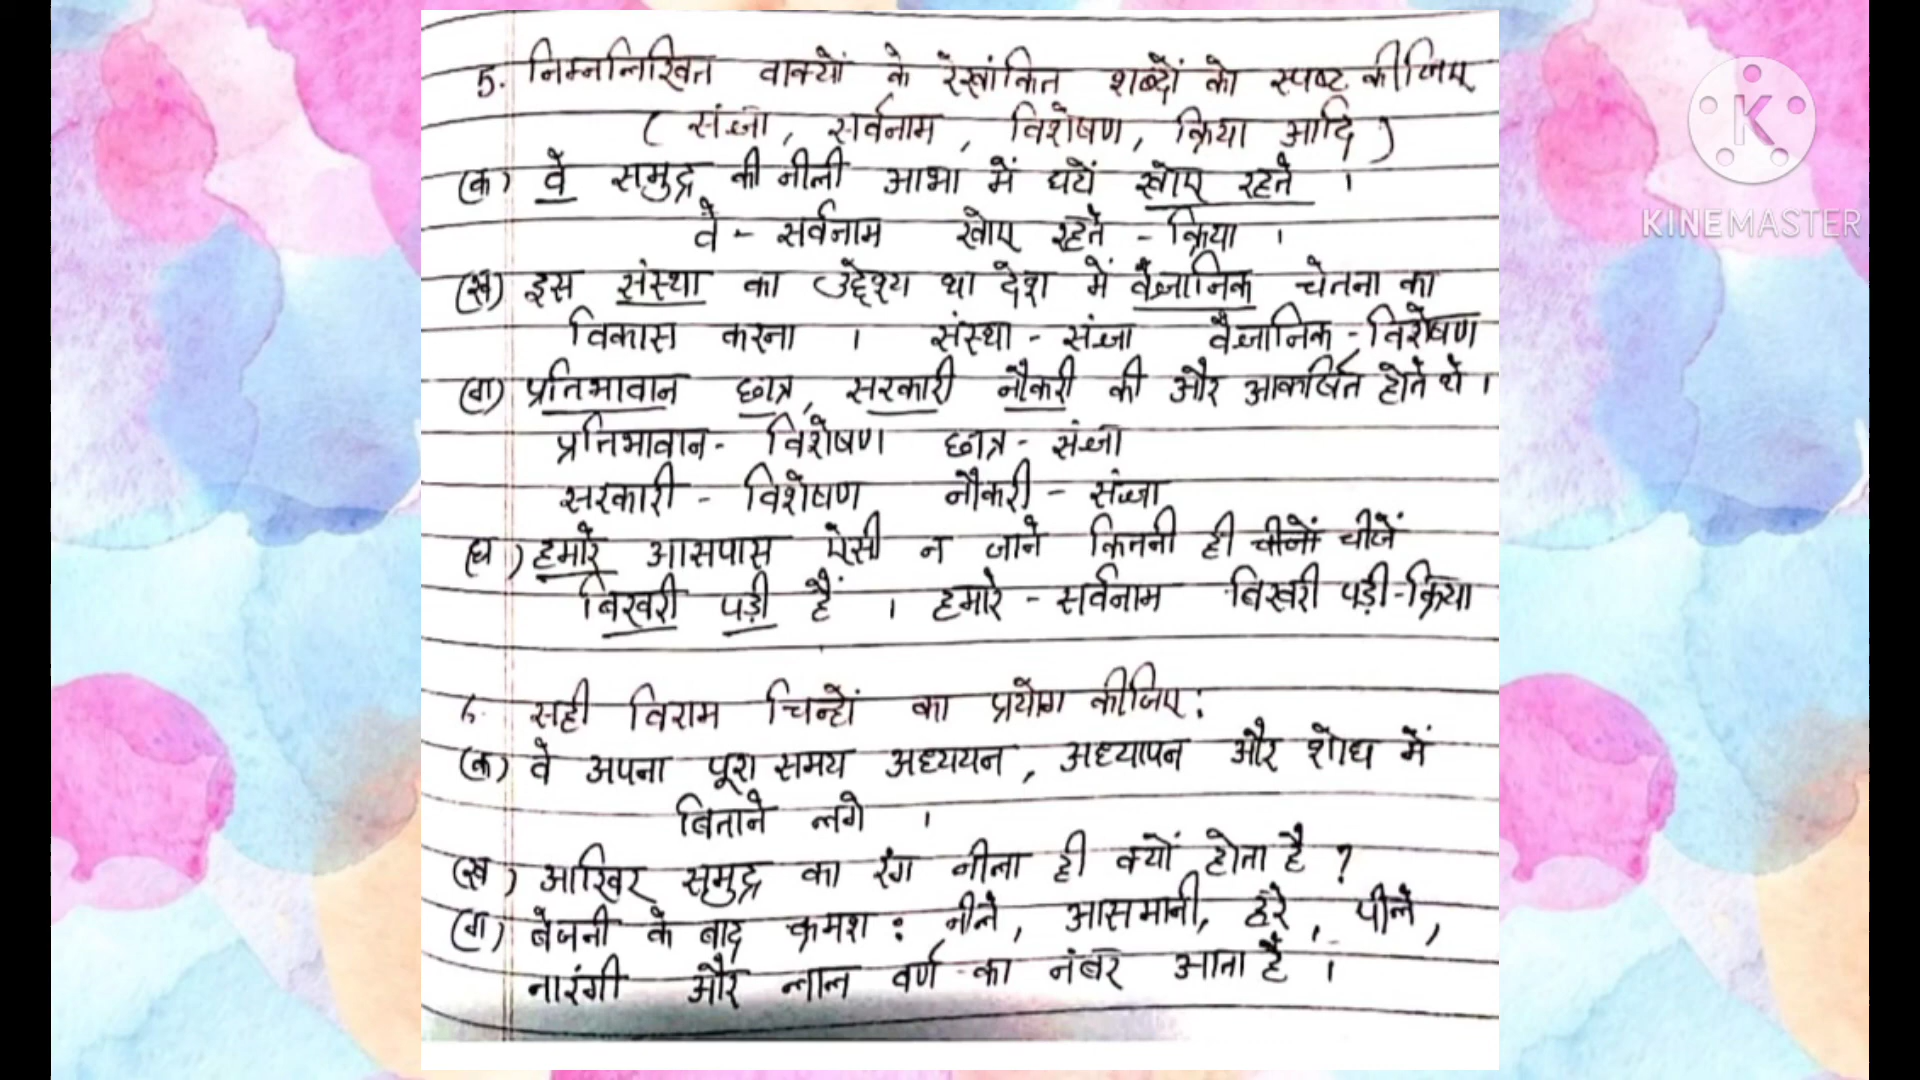 5. निम्नलिखित वाक्यों के रेखांकित शब्दों को स्पष्ट कीजिए
( संज्ञा , सर्वनाम , विशेषण, क्रिया आदि )
(क) वे समुद्र की नीली आभा में घंटों खोए रहते ।
वे - सर्वनाम खोए रहते - क्रिया ।
(ख) इस संस्था का उद्देश्य था देश में वैज्ञानिक चेतना का
विकास करना । संस्था - संज्ञा वैज्ञानिक - विशेषण
(ग) प्रतिभावान छात्र, सरकारी नौकरी की और आकर्षित होते थे ।
प्रतिभावान - विशेषण छात्र - संज्ञा
सरकारी - विशेषण नौकरी - संज्ञा
(घ) हमारे आसपास ऐसी न जाने कितनी ही चीजें
बिखरी पड़ी हैं । हमारे - सर्वनाम बिखरी पड़ी-क्रिया
सही विराम चिन्हों का प्रयोग कीजिए:
(क) वे अपना पूरा समय अध्ययन , अध्यापन और शोध में
बिताने लगे ।
(ख) आखिर समुद्र का रंग नीला ही क्यों होता है ?
(ग) बेजनी के बाद क्रमश: नीले, आसमानी, हरे, पीले,
नारंगी और लाल वर्ण का नंबर आता है ।
K
KINEMASTER